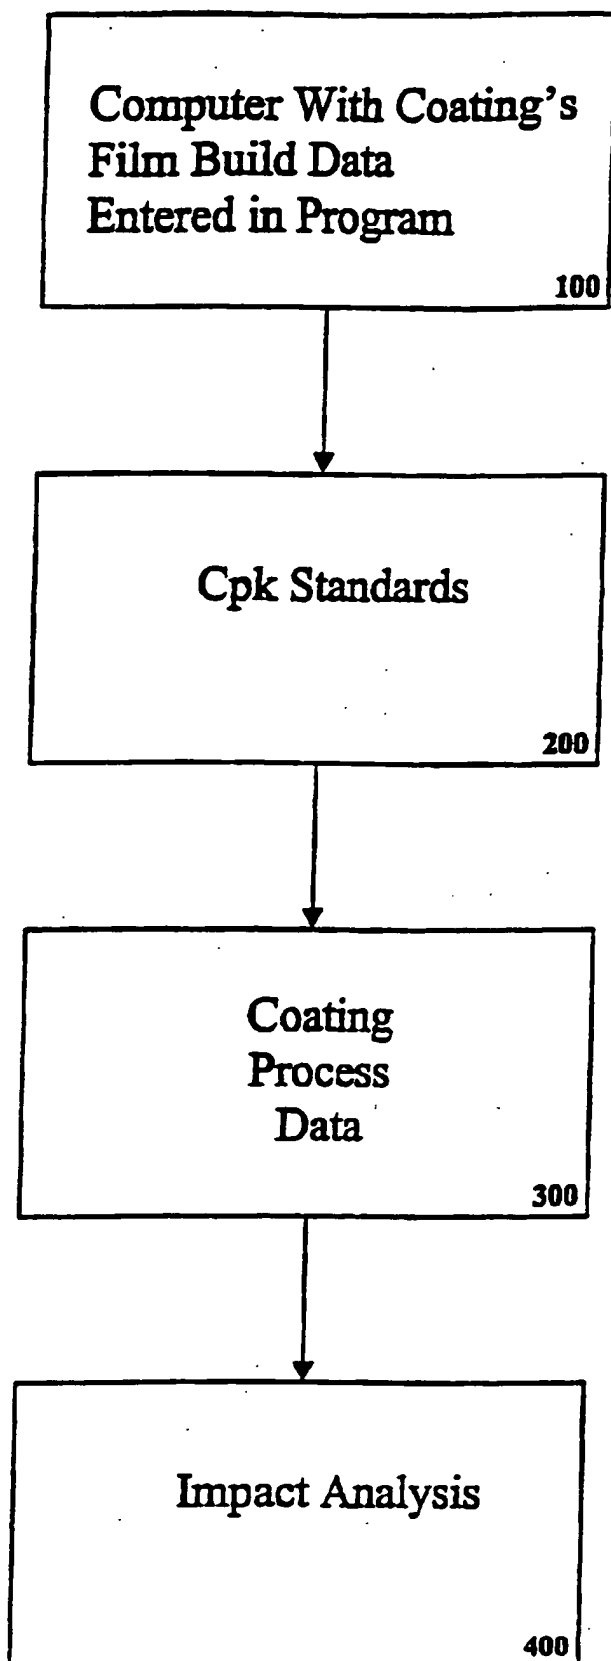 Computer With Coating's
Film Build Data
Entered in Program
100
Cpk Standards
200
Coating
Process
Data
300
Impact Analysis
400